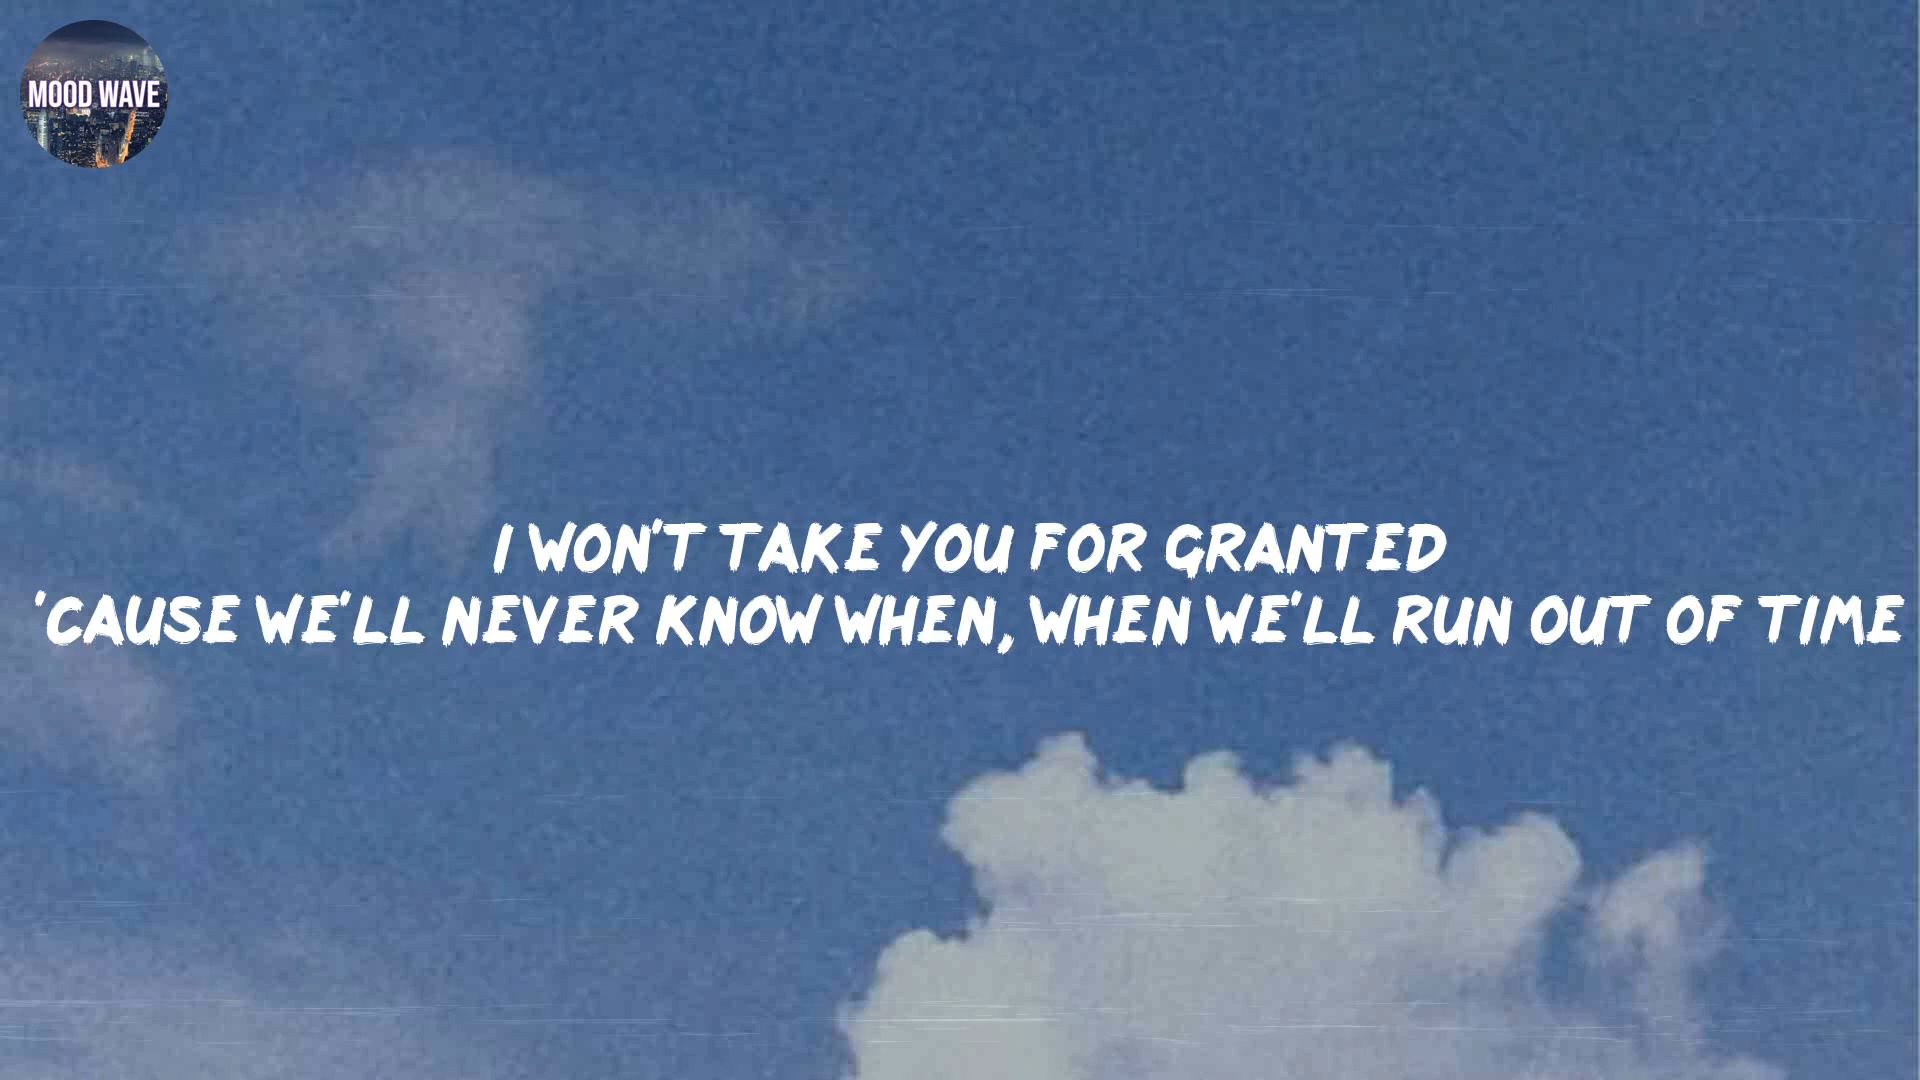 MOOD WAVE
I WON'T TAKE YOU FOR GRANTED
'CAUSE WE'LL NEVER KNOW WHEN, WHEN WE'LL RUN OUT OF TIME